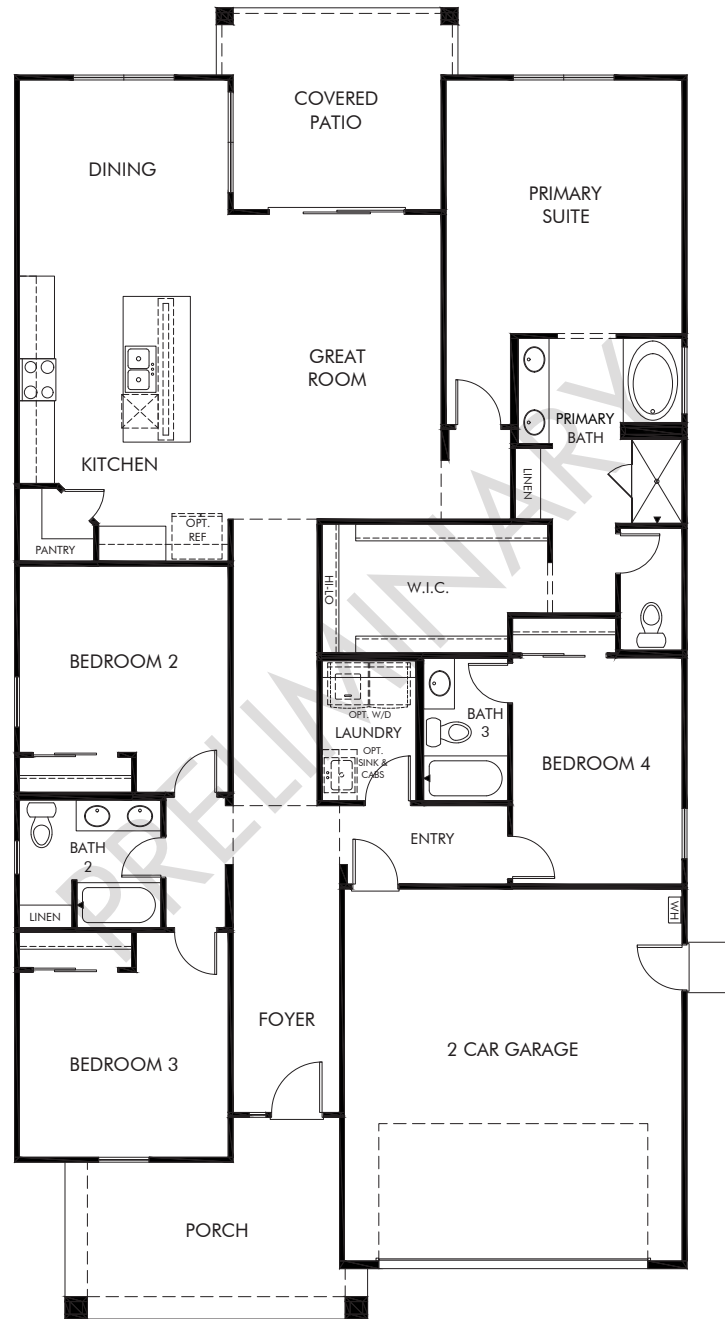 COVERED
PATIO
DINING
PRIMARY
SUITE
GREAT
ROOM
PRIMARY
BATH
KITCHEN
LINEN
OPT.
REF
PANTRY
HI-LO
W.I.C.
BEDROOM 2
OPT. W/D
LAUNDRY
OPT.
SINK &
CABS
BATH
3
BEDROOM 4
ENTRY
BATH
2
LINEN
WH
FOYER
2 CAR GARAGE
BEDROOM 3
PORCH
PRELIMINARY